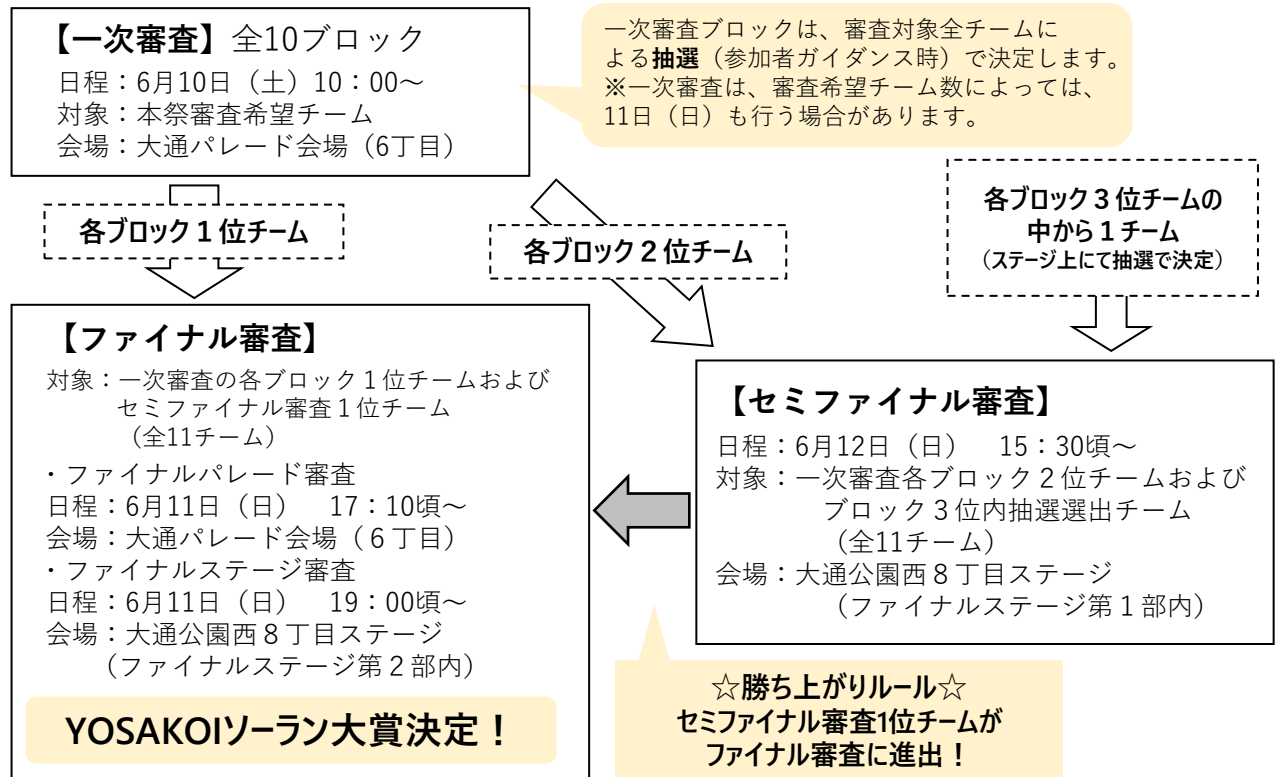 【一次審査】全10ブロック
日程：6月10日（土）10：00～
対象：本祭審査希望チーム
会場：大通パレード会場（6丁目）
一次審査ブロックは、審査対象全チームに
よる抽選（参加者ガイダンス時）で決定します。
※一次審査は、審査希望チーム数によっては、
11日（日）も行う場合があります。
各ブロック１位チーム
各ブロック２位チーム
各ブロック３位チームの
中から１チーム
（ステージ上にて抽選で決定）
【ファイナル審査】
対象：一次審査の各ブロック１位チームおよび
セミファイナル審査１位チーム
（全11チーム）
・ファイナルパレード審査
日程：6月11日（日）　17：10頃～
会場：大通パレード会場（６丁目）
・ファイナルステージ審査
日程：6月11日（日）　19：00頃～
会場：大通公園西８丁目ステージ
（ファイナルステージ第２部内）
YOSAKOIソーラン大賞決定！
【セミファイナル審査】
日程：6月12日（日）　15：30頃～
対象：一次審査各ブロック２位チームおよび
ブロック３位内抽選選出チーム
（全11チーム）
会場：大通公園西８丁目ステージ
（ファイナルステージ第１部内）
☆勝ち上がりルール☆
セミファイナル審査1位チームが
ファイナル審査に進出！